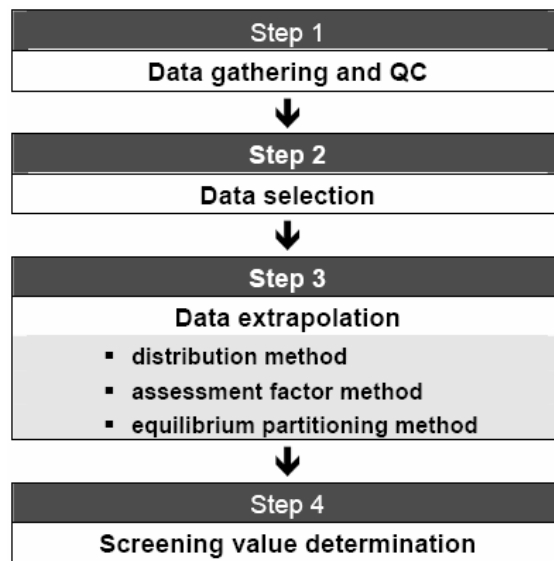 Step 1
Data gathering and QC
Step 2
Data selection
Step 3
Data extrapolation
▪ distribution method
▪ assessment factor method
▪ equilibrium partitioning method
Step 4
Screening value determination